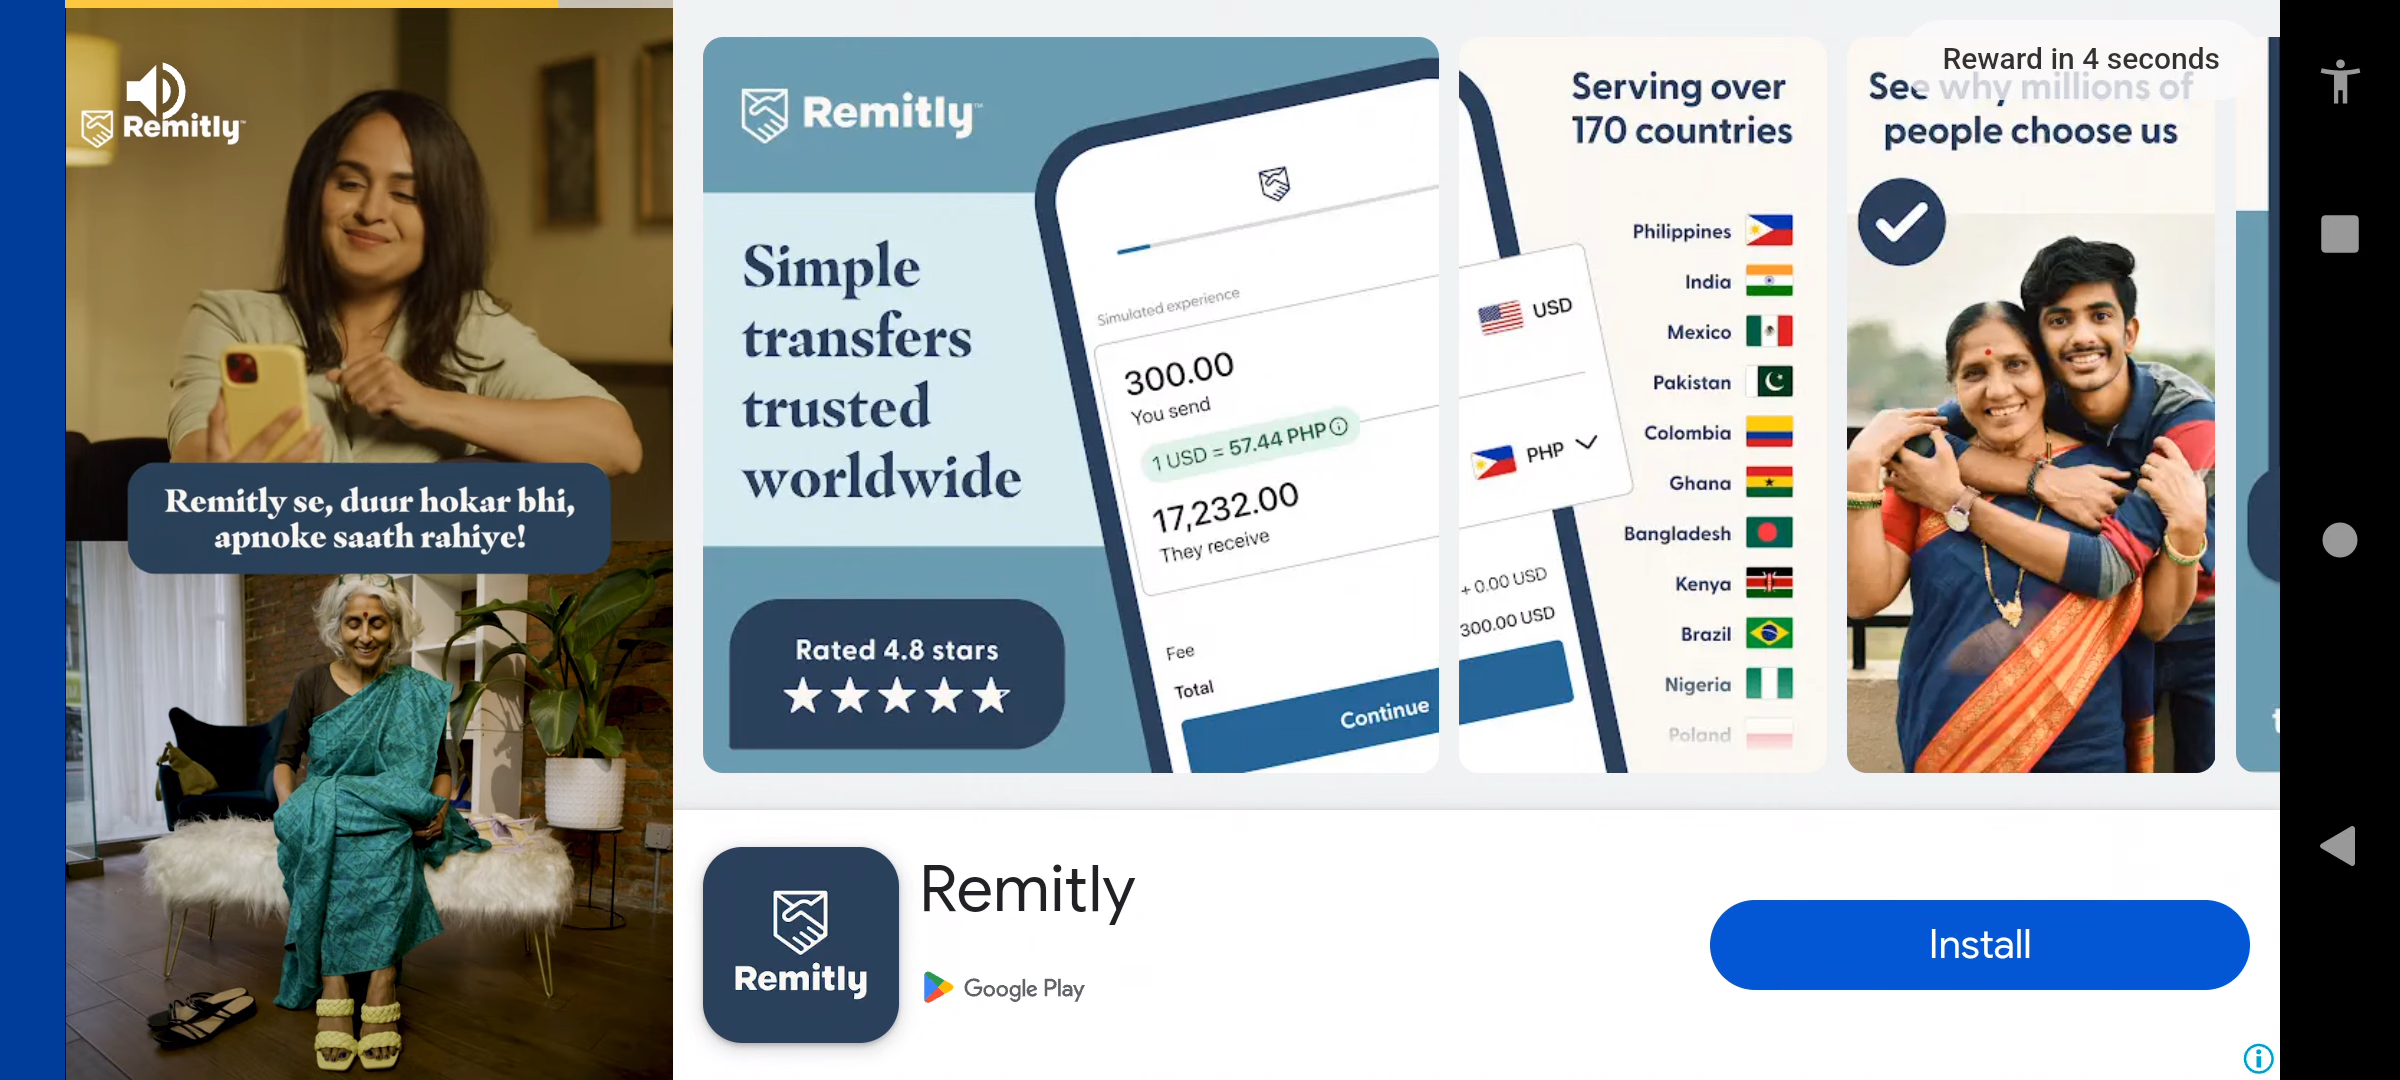 Remitly
Remitly se, duur hokar bhi,
apnoke saath rahiye!
Remitly
Simple
transfers
trusted
worldwide
Rated 4.8 stars
Simulated experience
300.00
You send
1 USD = 57.44 PHP
17,232.00
They receive
Fee
Total
Continue
Serving over
170 countries
USD
PHP
+ 0.00 USD
300.00 USD
Philippines
India
Mexico
Pakistan
Colombia
Ghana
Bangladesh
Kenya
Brazil
Nigeria
Poland
Reward in 4 seconds
See why millions of
people choose us
Remitly
Remitly
Google Play
Install